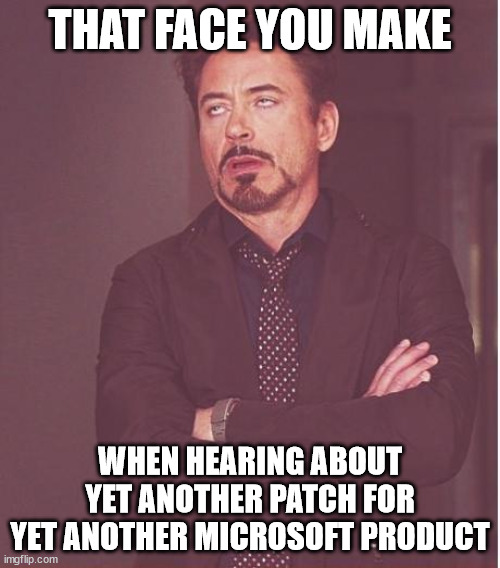 THAT FACE YOU MAKE
WHEN HEARING ABOUT
YET ANOTHER PATCH FOR
YET ANOTHER MICROSOFT PRODUCT
imgflip.com